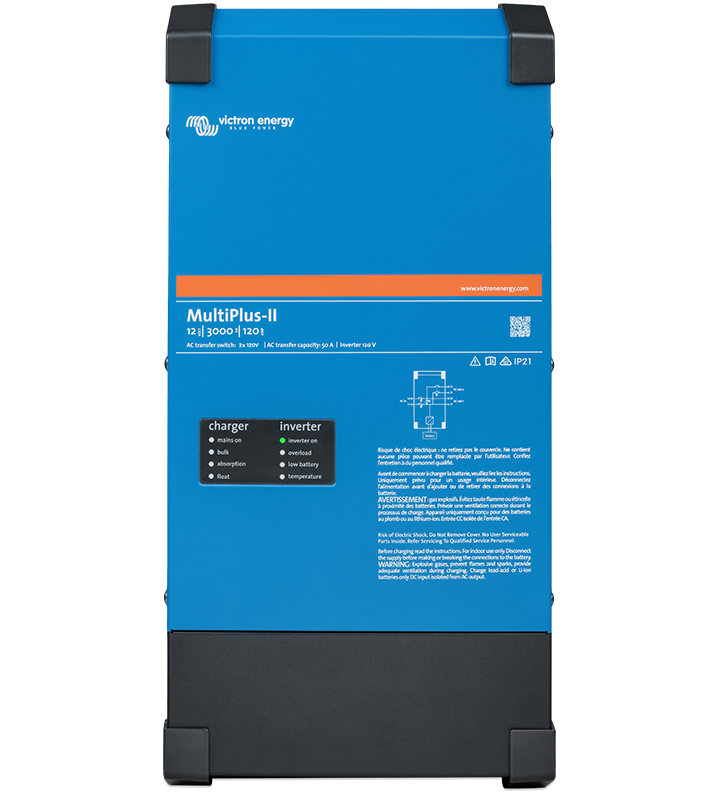 victron energy
BLUE POWER
www.victronenergy.com
MultiPlus-II
12 | 3000 | 120
AC transfer switch: 2x 120V | AC transfer capacity: 50 A | Inverter 120 V
IP21
charger inverter
mains on inverter on
bulk overload
absorption low battery
float temperature
Risque de choc électrique : ne retirez pas le couvercle. Ne contient
aucune pièce pouvant être remplacée par l'utilisateur. Confiez
l'entretien à du personnel qualifié.
Avant de commencer à charger la batterie, veuillez lire les instructions.
Uniquement prévu pour un usage intérieur. Déconnectez
l'alimentation avant d'ajouter ou de retirer des connexions à la
batterie.
AVERTISSEMENT : gaz explosifs. Évitez toute flamme ou étincelle
à proximité des batteries. Prévoir une ventilation correcte durant le
processus de charge. Appareil uniquement conçu pour des batteries
au plomb ou au lithium-ion. Entrée CC isolée de l'entrée CA.
Risk of Electric Shock, Do Not Remove Cover, No User Serviceable
Parts Inside, Refer Servicing To Qualified Service Personnel.
Before charging read the instructions. For indoor use only. Disconnect
the supply before making or breaking the connections to the battery.
WARNING: Explosive gases, prevent flames and sparks, provide
adequate ventilation during charging. Charge lead-acid or Li-Ion
batteries only. DC input isolated from AC output.